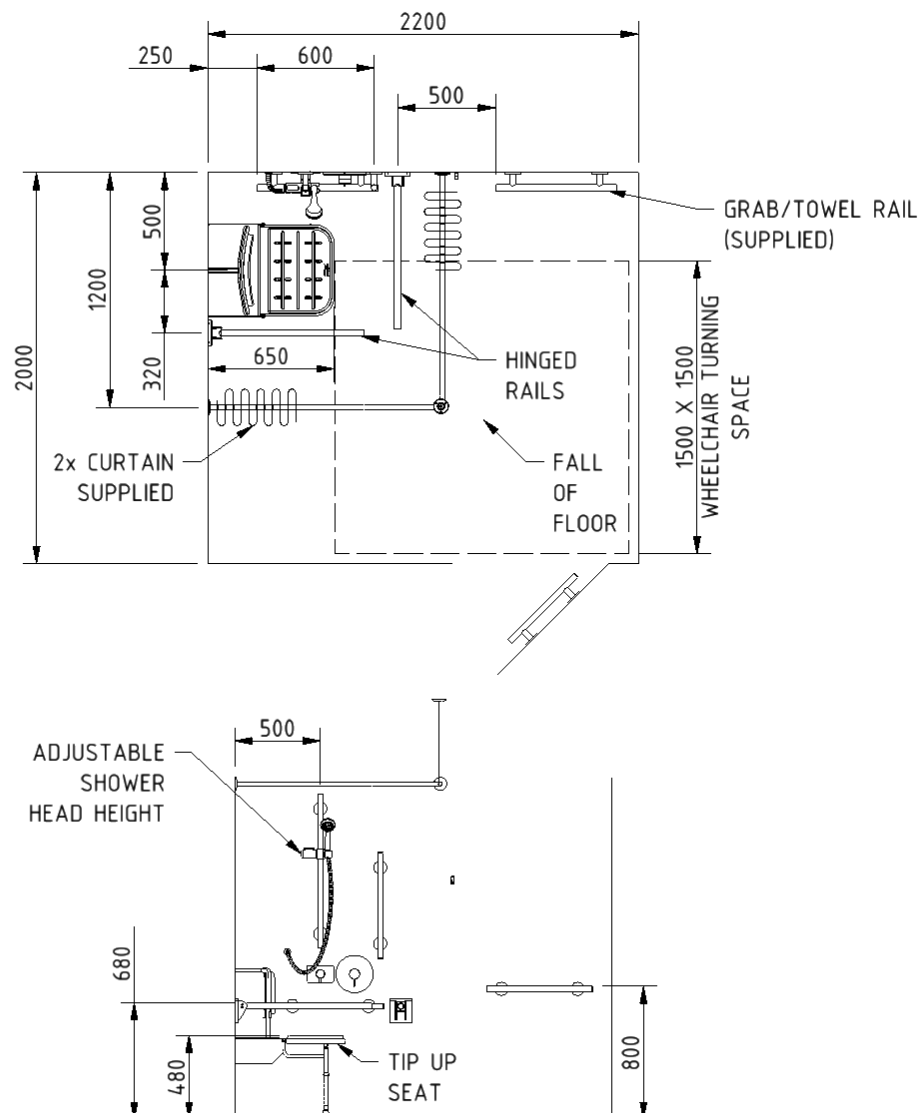 2200
250
600
500
500
1200
2000
320
650
GRAB/TOWEL RAIL
(SUPPLIED)
HINGED
RAILS
1500 X 1500
WHEELCHAIR TURNING
SPACE
2x CURTAIN
SUPPLIED
FALL
OF
FLOOR
500
ADJUSTABLE
SHOWER
HEAD HEIGHT
680
480
TIP UP
SEAT
800